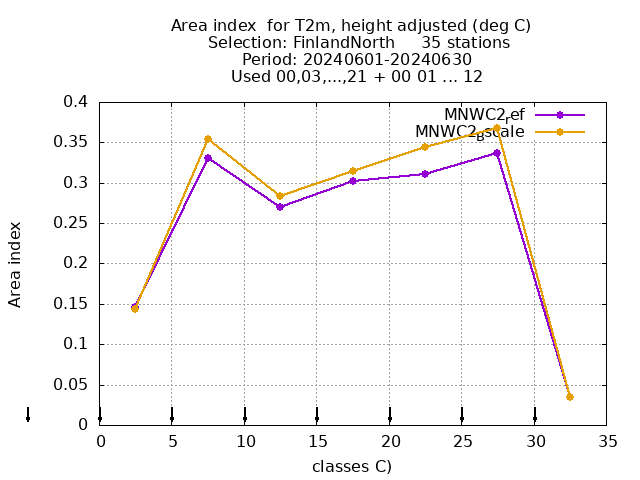 Area index  for T2m, height adjusted (deg C)
Selection: FinlandNorth     35 stations
Period: 20240601-20240630
Used 00,03,...,21 + 00 01 ... 12
MNWC2ref
MNWC2Bscale
0.4
0.35
0.3
0.25
0.2
0.15
0.1
0.05
0
Area index
0 5 10 15 20 25 30 35
classes C)